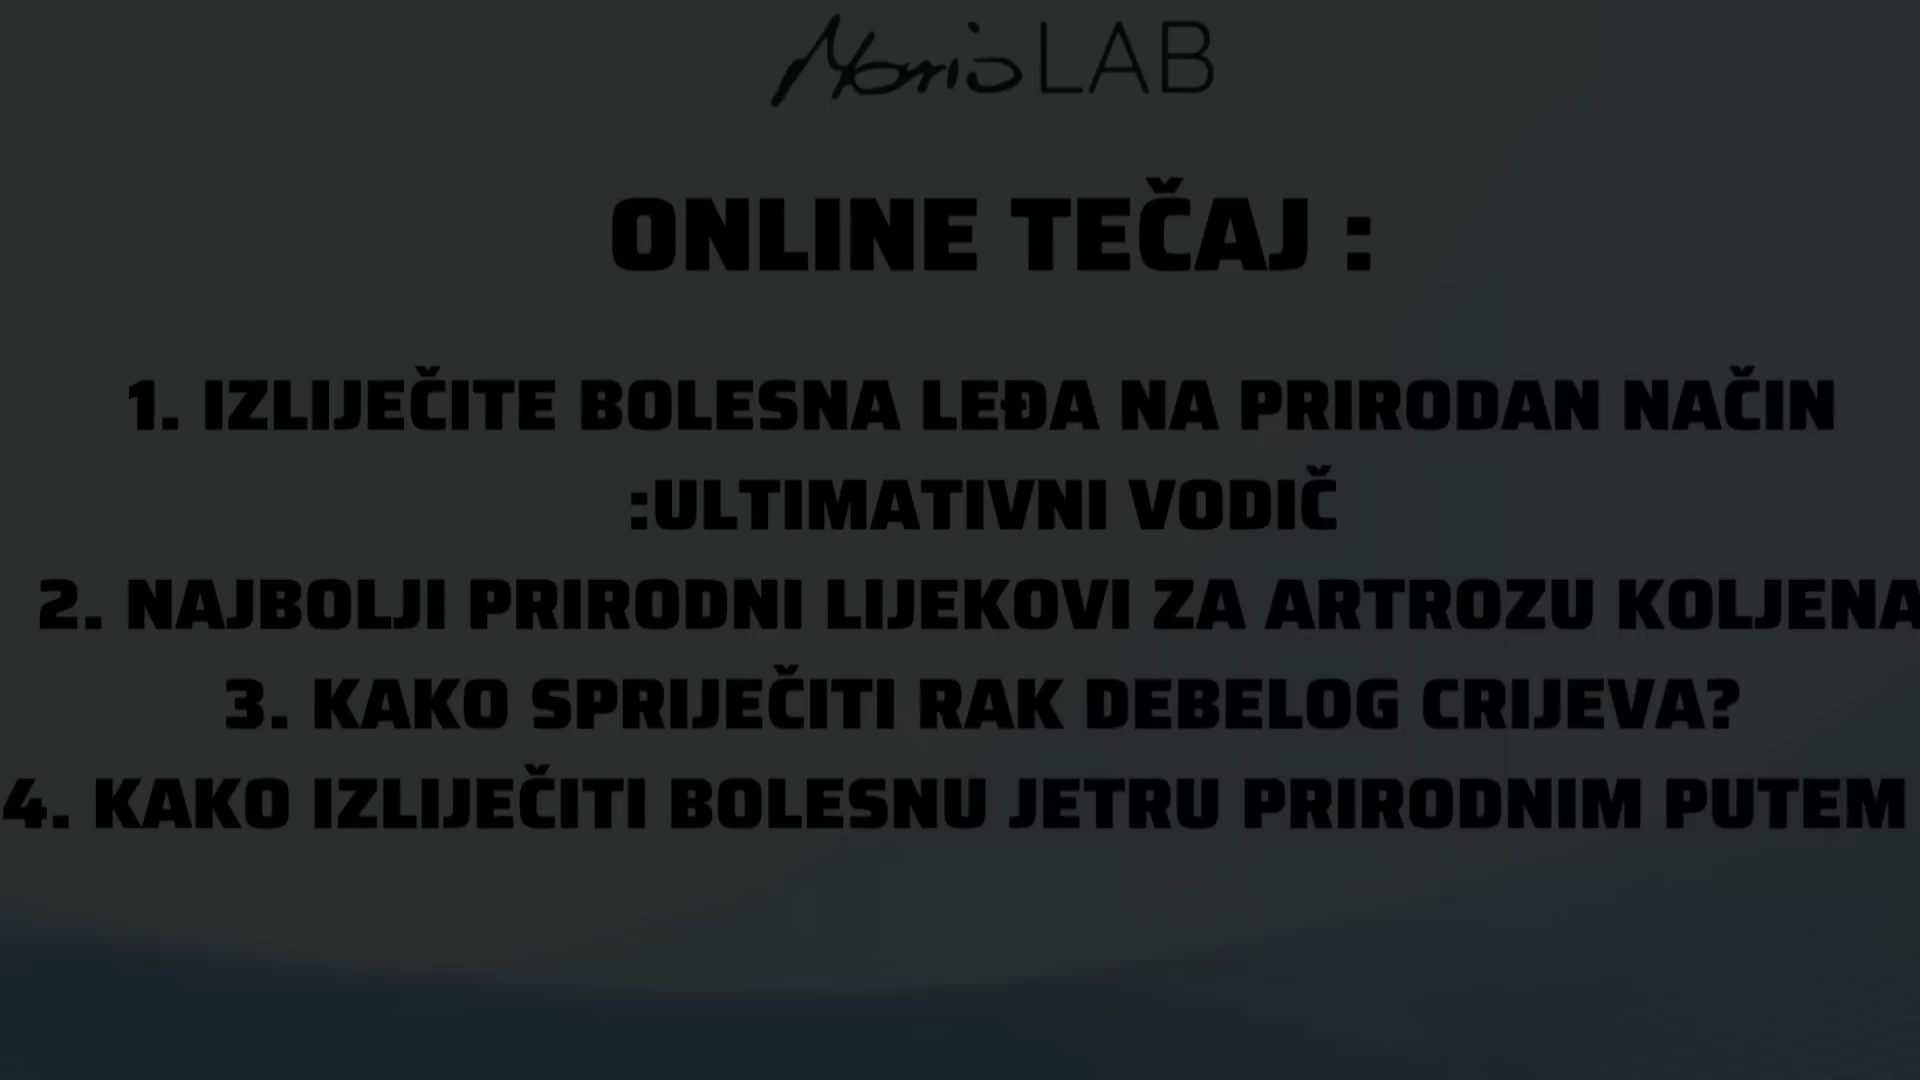 Morris LAB
ONLINE TEČAJ :
1. IZLIJEČITE BOLESNA LEĐA NA PRIRODAN NAČIN
:ULTIMATIVNI VODIČ
2. NAJBOLJI PRIRODNI LIJEKOVI ZA ARTROZU KOLJENA
3. KAKO SPRIJEČITI RAK DEBELOG CRIJEVA?
4. KAKO IZLIJEČITI BOLESNU JETRU PRIRODNIM PUTEM